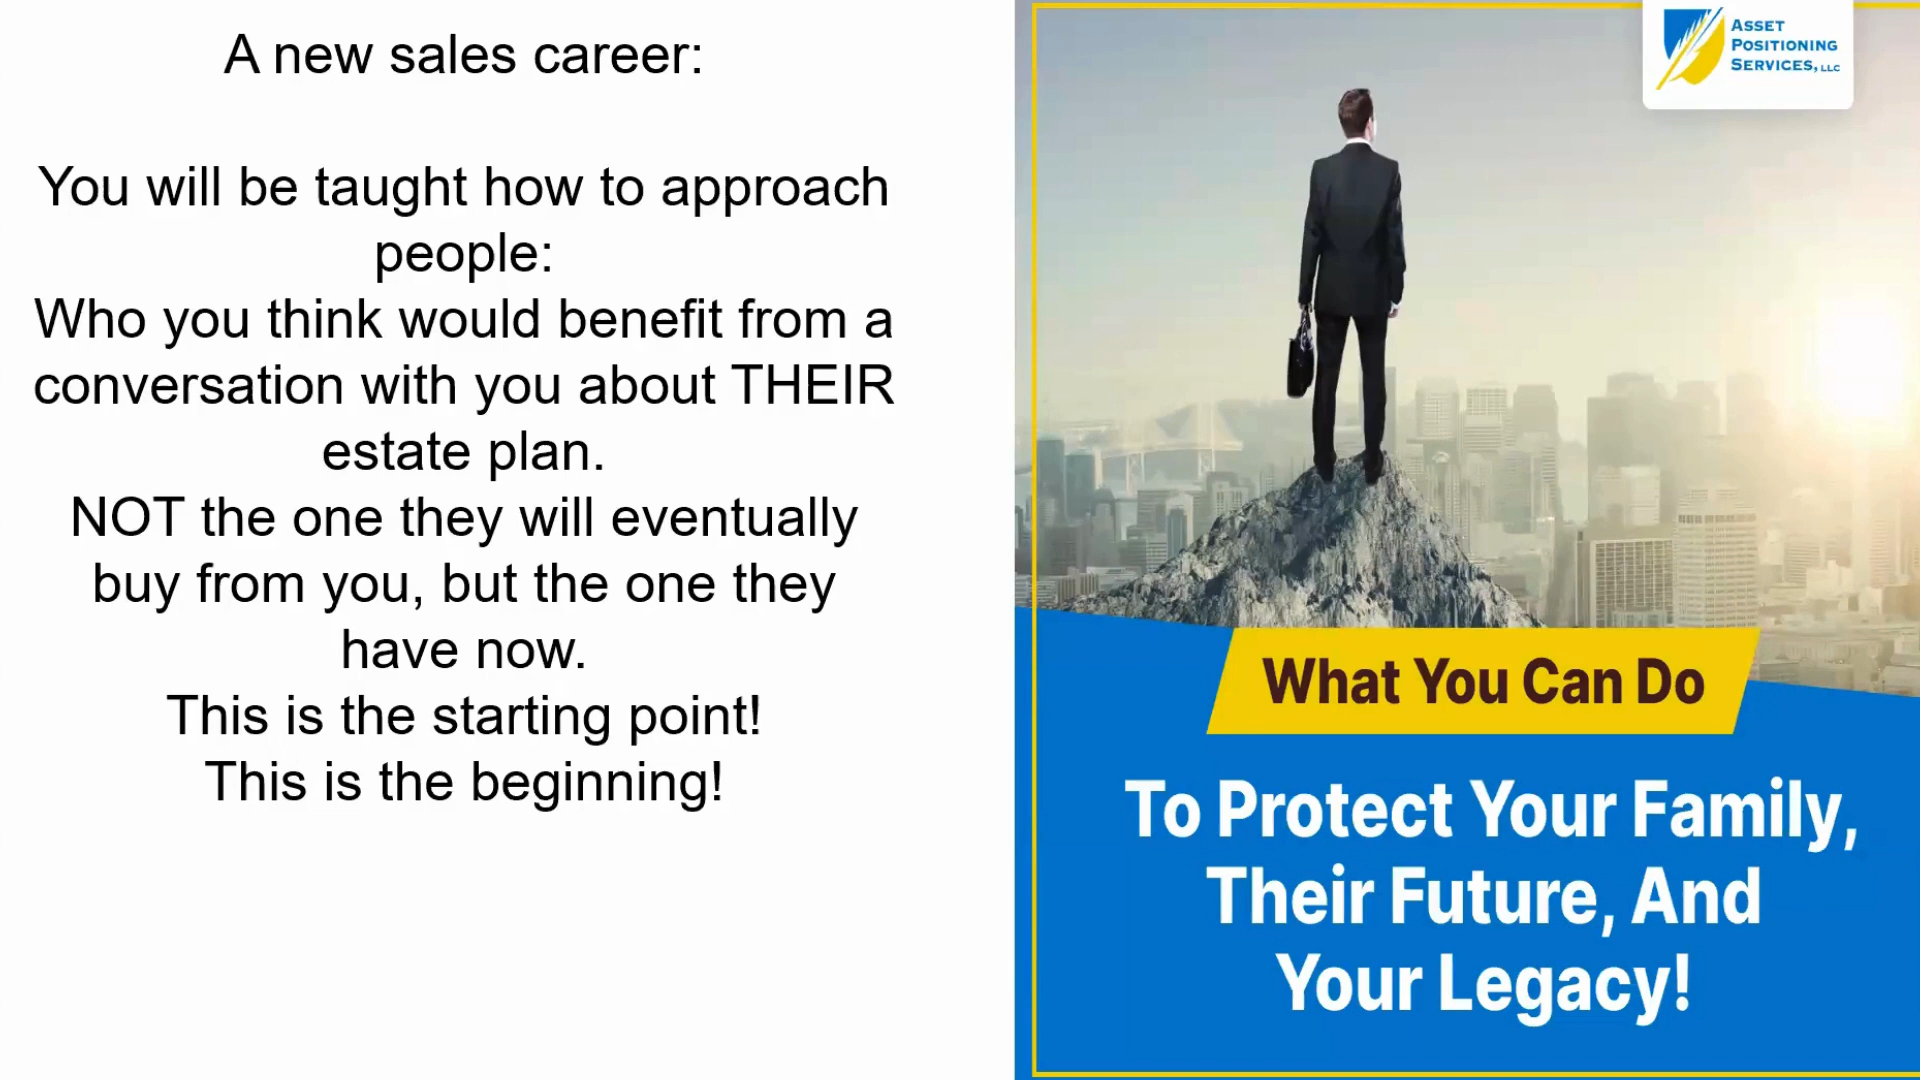 A new sales career:
You will be taught how to approach
people:
Who you think would benefit from a
conversation with you about THEIR
estate plan.
NOT the one they will eventually
buy from you, but the one they
have now.
This is the starting point!
This is the beginning!
ASSET
POSITIONING
SERVICES, LLC
What You Can Do
To Protect Your Family,
Their Future, And
Your Legacy!